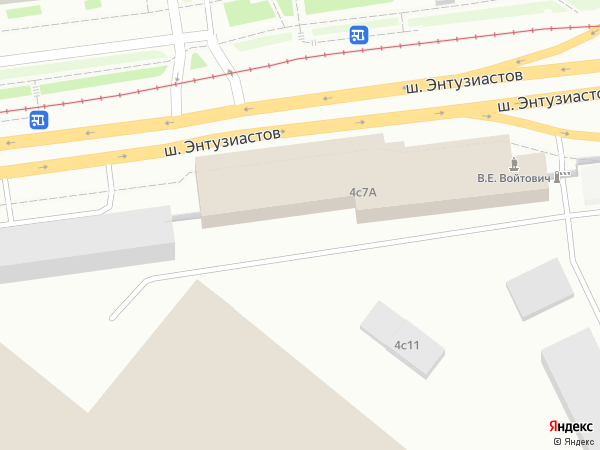 ш. Энтузиастов
ш. Энтузиастов
ш. Энтузиастов
В.Е. Войтович
4с7А
4с11
Яндекс
© Яндекс